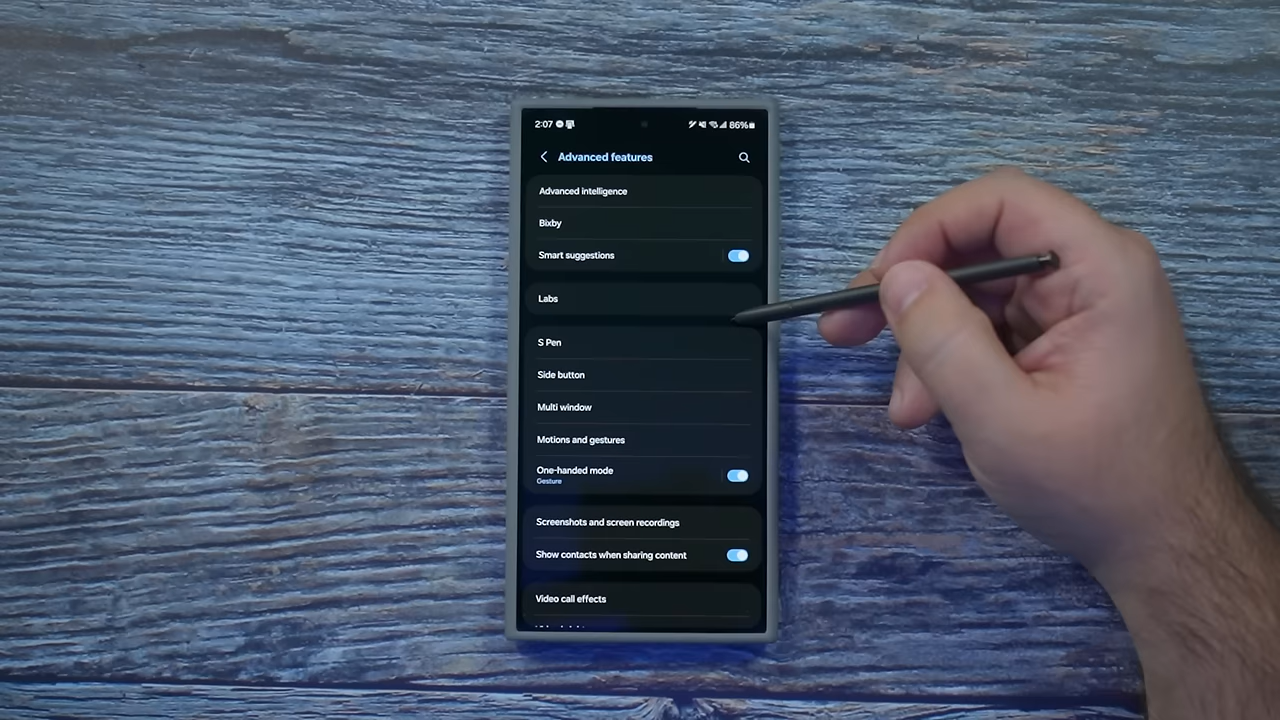 2:07
86%
Advanced features
Advanced intelligence
Bixby
Smart suggestions
Labs
S Pen
Side button
Multi window
Motions and gestures
One-handed mode
Gesture
Screenshots and screen recordings
Show contacts when sharing content
Video call effects